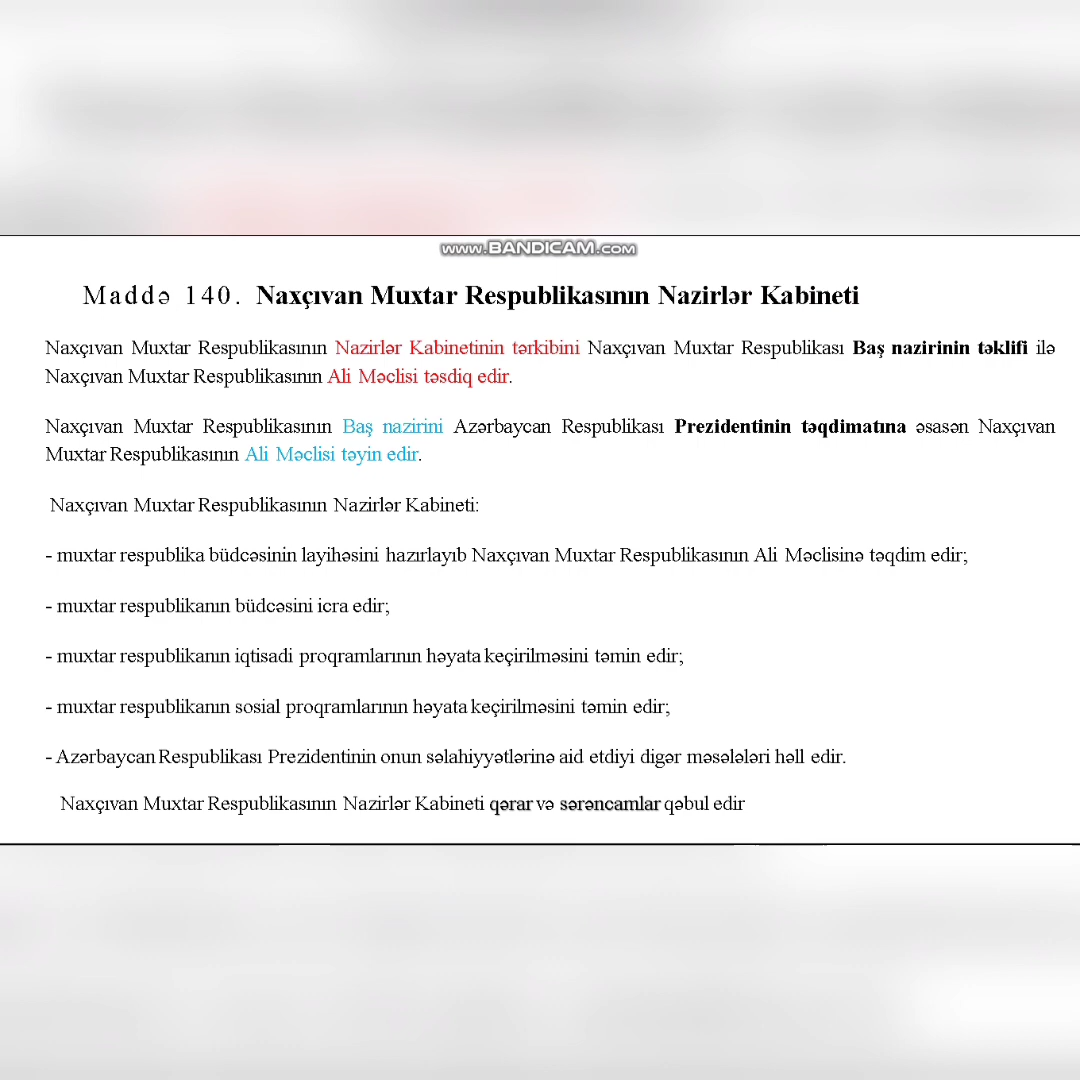 www.BANDICAM.com
Maddə 140. Naxçıvan Muxtar Respublikasının Nazirlər Kabineti
Naxçıvan Muxtar Respublikasının Nazirlər Kabinetinin tərkibini Naxçıvan Muxtar Respublikası Baş nazirinin təklifi ilə
Naxçıvan Muxtar Respublikasının Ali Məclisi təsdiq edir.
Naxçıvan Muxtar Respublikasının Baş nazirini Azərbaycan Respublikası Prezidentinin təqdimatına əsasən Naxçıvan
Muxtar Respublikasının Ali Məclisi təyin edir.
Naxçıvan Muxtar Respublikasının Nazirlər Kabineti:
- muxtar respublika büdcəsinin layihəsini hazırlayıb Naxçıvan Muxtar Respublikasının Ali Məclisinə təqdim edir;
- muxtar respublikanın büdcəsini icra edir;
- muxtar respublikanın iqtisadi proqramlarının həyata keçirilməsini təmin edir;
- muxtar respublikanın sosial proqramlarının həyata keçirilməsini təmin edir;
- Azərbaycan Respublikası Prezidentinin onun səlahiyyətlərinə aid etdiyi digər məsələləri həll edir.
Naxçıvan Muxtar Respublikasının Nazirlər Kabineti qərar və sərəncamlar qəbul edir